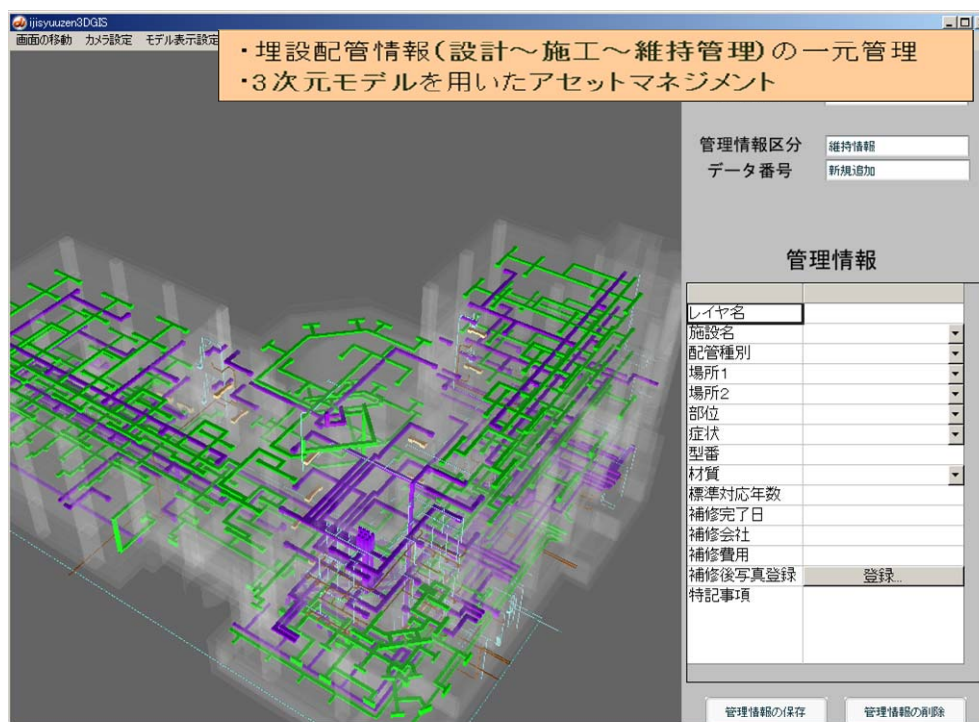 ijisyuuzen3DGIS
画面の移動 カメラ設定 モデル表示設定
・埋設配管情報(設計～施工～維持管理)の一元管理
・3次元モデルを用いたアセットマネジメント
管理情報区分 維持情報
データ番号 新規追加
管理情報
レイヤ名
施設名
配管種別
場所1
場所2
部位
症状
型番
材質
標準対応年数
補修完了日
補修会社
補修費用
補修後写真登録 登録...
特記事項
管理情報の保存 管理情報の削除